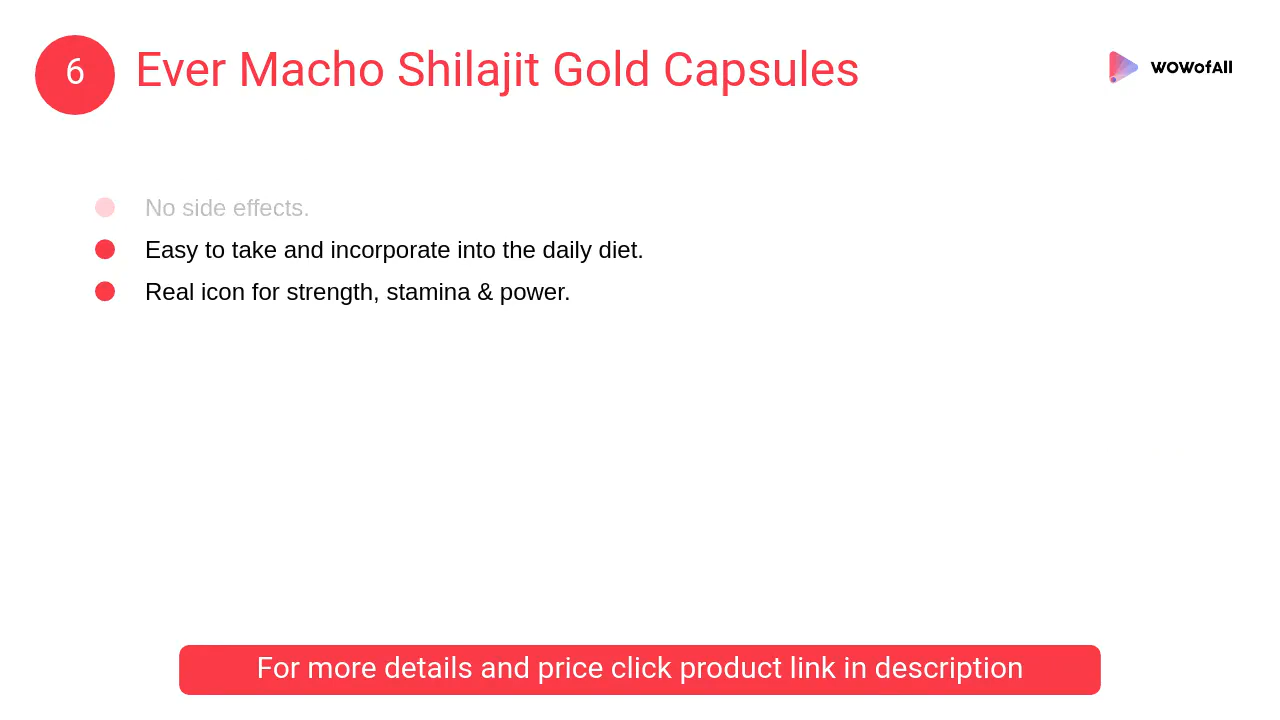 6
Ever Macho Shilajit Gold Capsules
WOWofAll
No side effects.
Easy to take and incorporate into the daily diet.
Real icon for strength, stamina & power.
For more details and price click product link in description